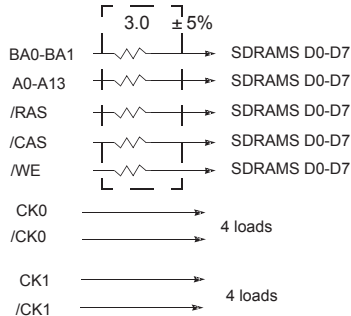 3.0 ± 5%
BA0-BA1 SDRAMS D0-D7
A0-A13 SDRAMS D0-D7
/RAS SDRAMS D0-D7
/CAS SDRAMS D0-D7
/WE SDRAMS D0-D7
CK0
/CK0
4 loads
CK1
/CK1
4 loads